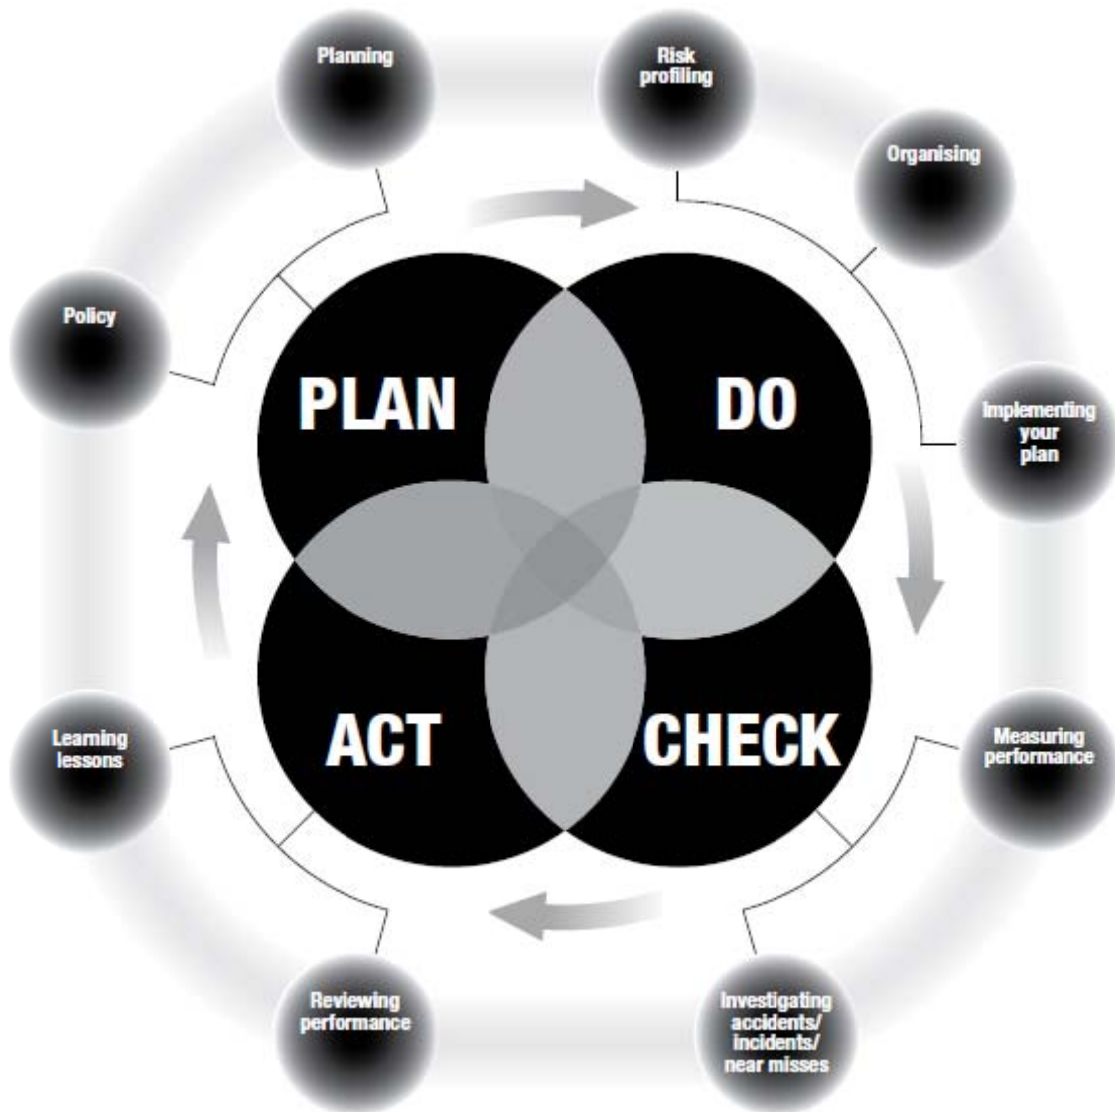 Planning
Risk
profiling
Organising
Policy
PLAN
DO
Implementing
your
plan
ACT
CHECK
Learning
lessons
Measuring
performance
Reviewing
performance
Investigating
accidents/
incidents/
near misses